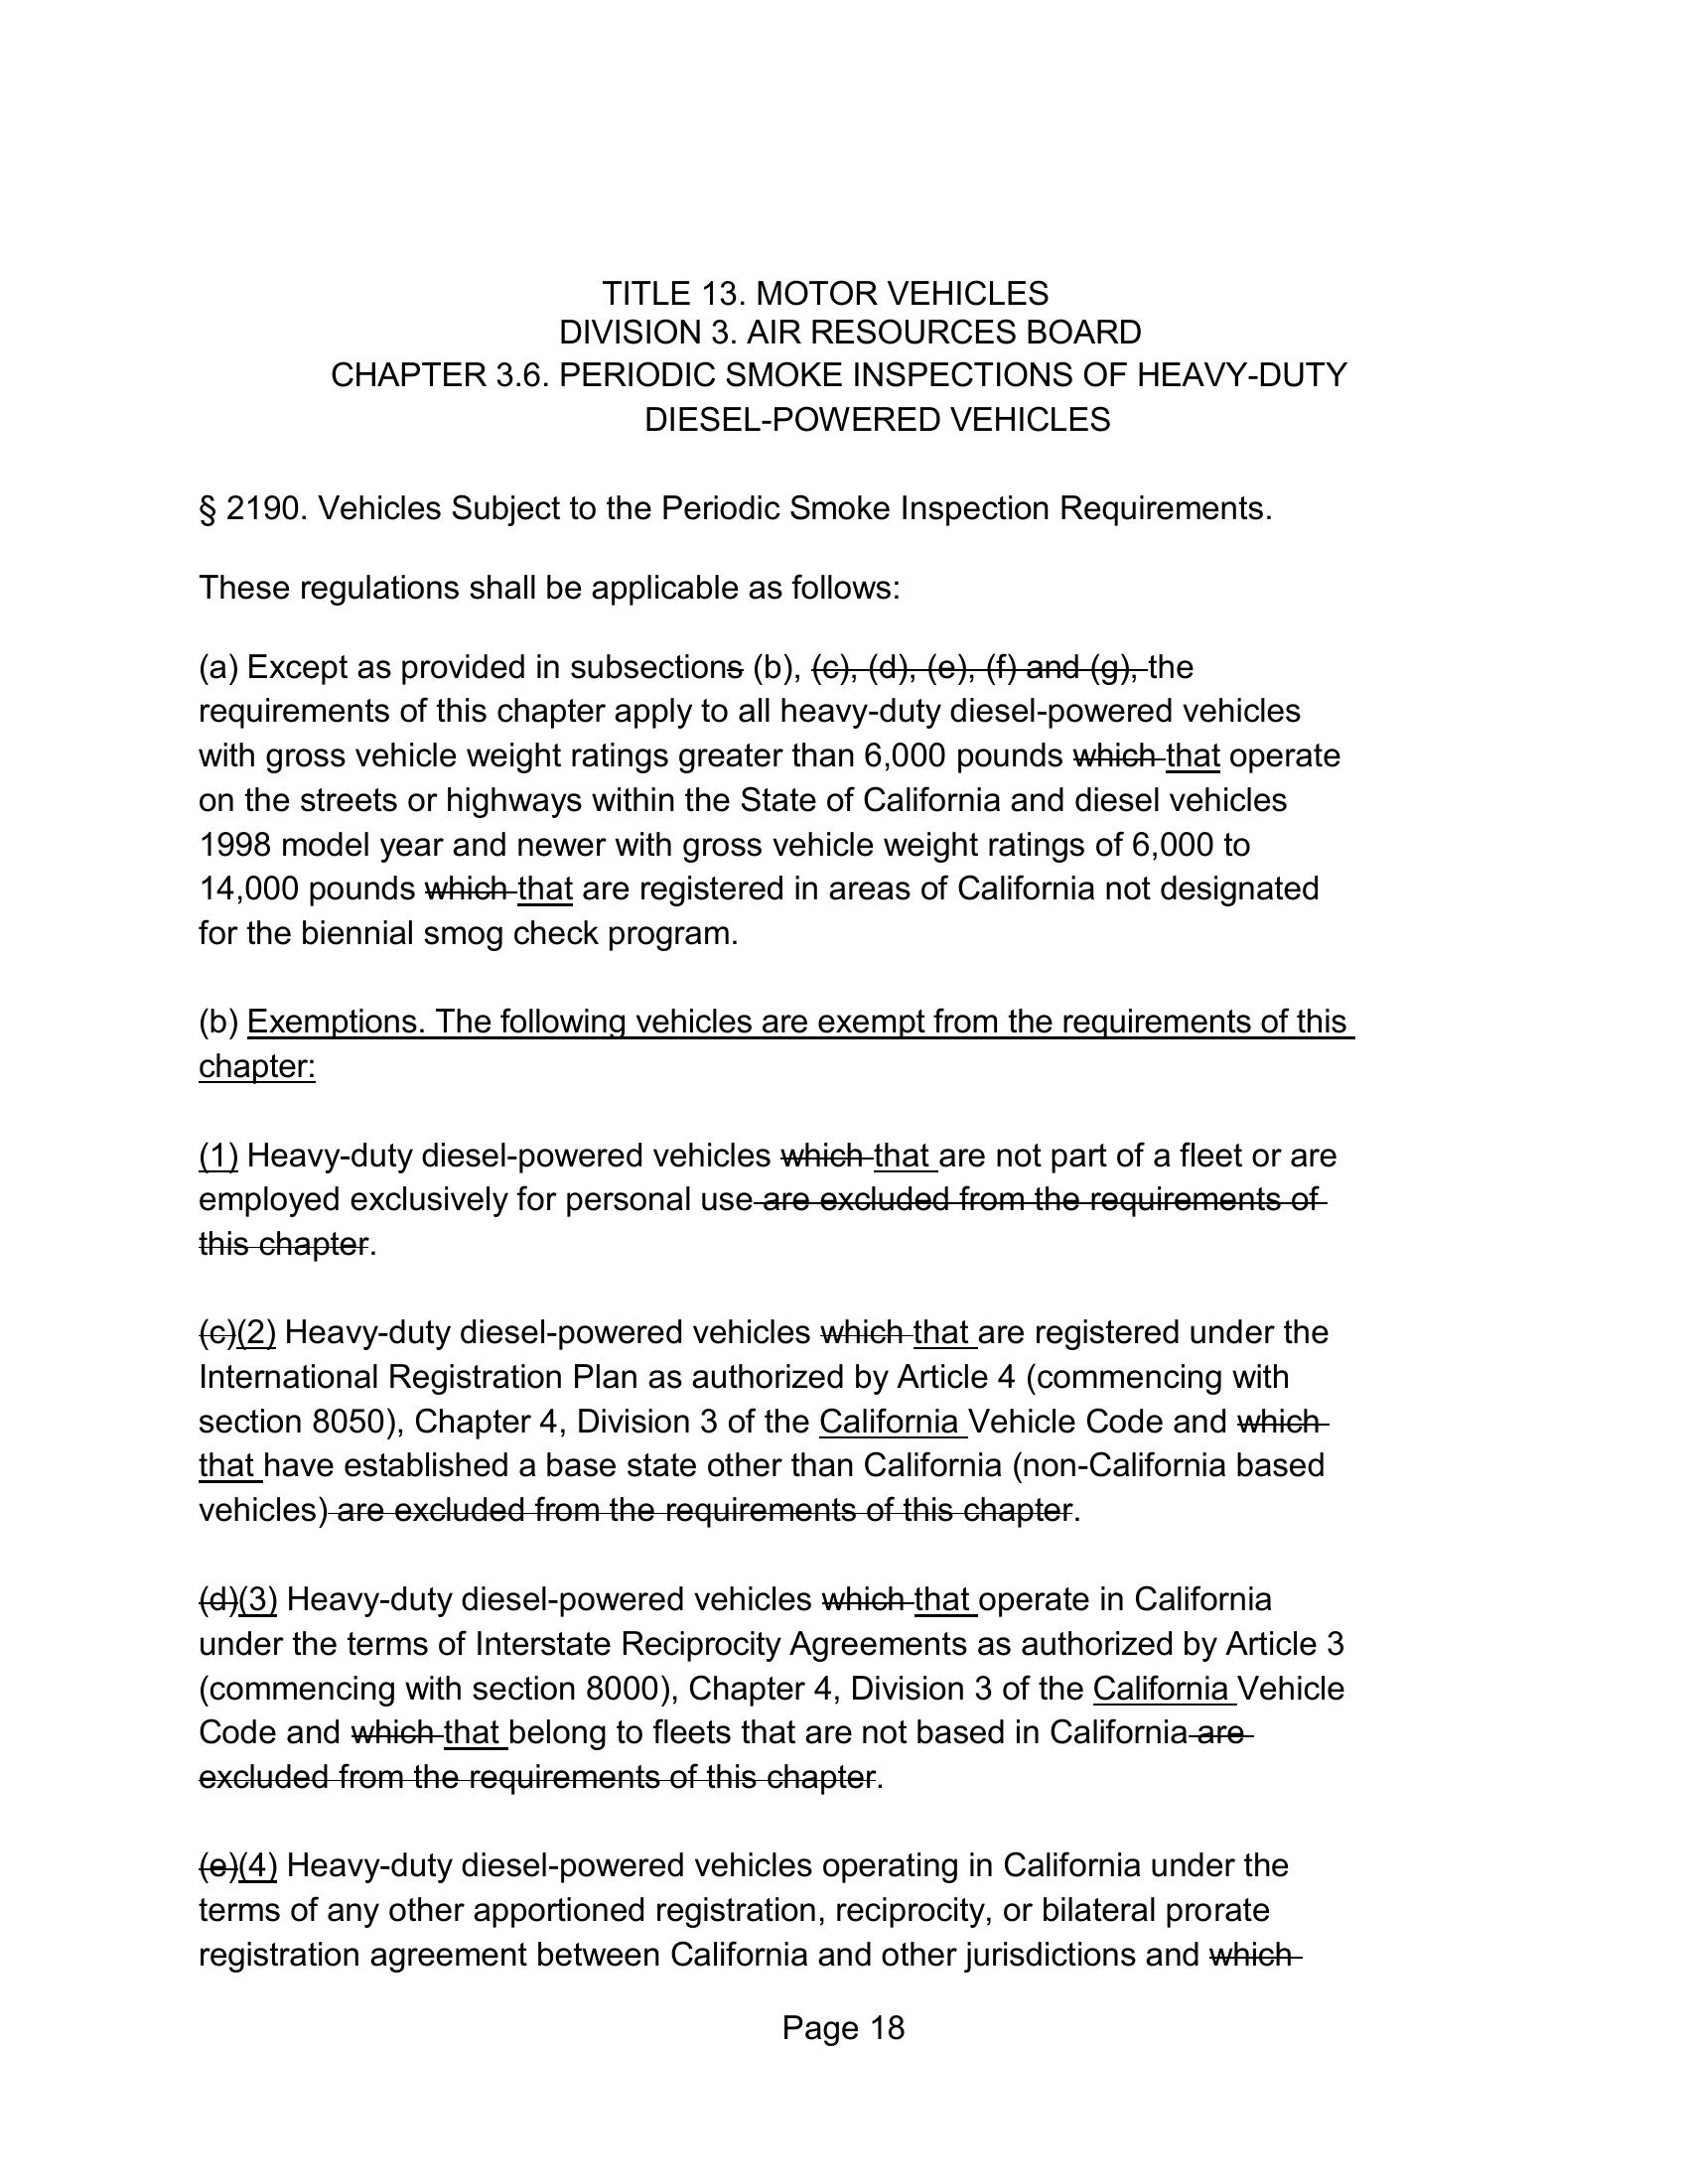 TITLE 13. MOTOR VEHICLES
DIVISION 3. AIR RESOURCES BOARD
CHAPTER 3.6. PERIODIC SMOKE INSPECTIONS OF HEAVY-DUTY
DIESEL-POWERED VEHICLES
§ 2190. Vehicles Subject to the Periodic Smoke Inspection Requirements.
These regulations shall be applicable as follows:
(a) Except as provided in subsections (b), (c), (d), (e), (f) and (g), the
requirements of this chapter apply to all heavy-duty diesel-powered vehicles
with gross vehicle weight ratings greater than 6,000 pounds which that operate
on the streets or highways within the State of California and diesel vehicles
1998 model year and newer with gross vehicle weight ratings of 6,000 to
14,000 pounds which that are registered in areas of California not designated
for the biennial smog check program.
(b) Exemptions. The following vehicles are exempt from the requirements of this
chapter:
(1) Heavy-duty diesel-powered vehicles which that are not part of a fleet or are
employed exclusively for personal use are excluded from the requirements of
this chapter.
(c)(2) Heavy-duty diesel-powered vehicles which that are registered under the
International Registration Plan as authorized by Article 4 (commencing with
section 8050), Chapter 4, Division 3 of the California Vehicle Code and which
that have established a base state other than California (non-California based
vehicles) are excluded from the requirements of this chapter.
(d)(3) Heavy-duty diesel-powered vehicles which that operate in California
under the terms of Interstate Reciprocity Agreements as authorized by Article 3
(commencing with section 8000), Chapter 4, Division 3 of the California Vehicle
Code and which that belong to fleets that are not based in California are
excluded from the requirements of this chapter.
(e)(4) Heavy-duty diesel-powered vehicles operating in California under the
terms of any other apportioned registration, reciprocity, or bilateral prorate
registration agreement between California and other jurisdictions and which
Page 18